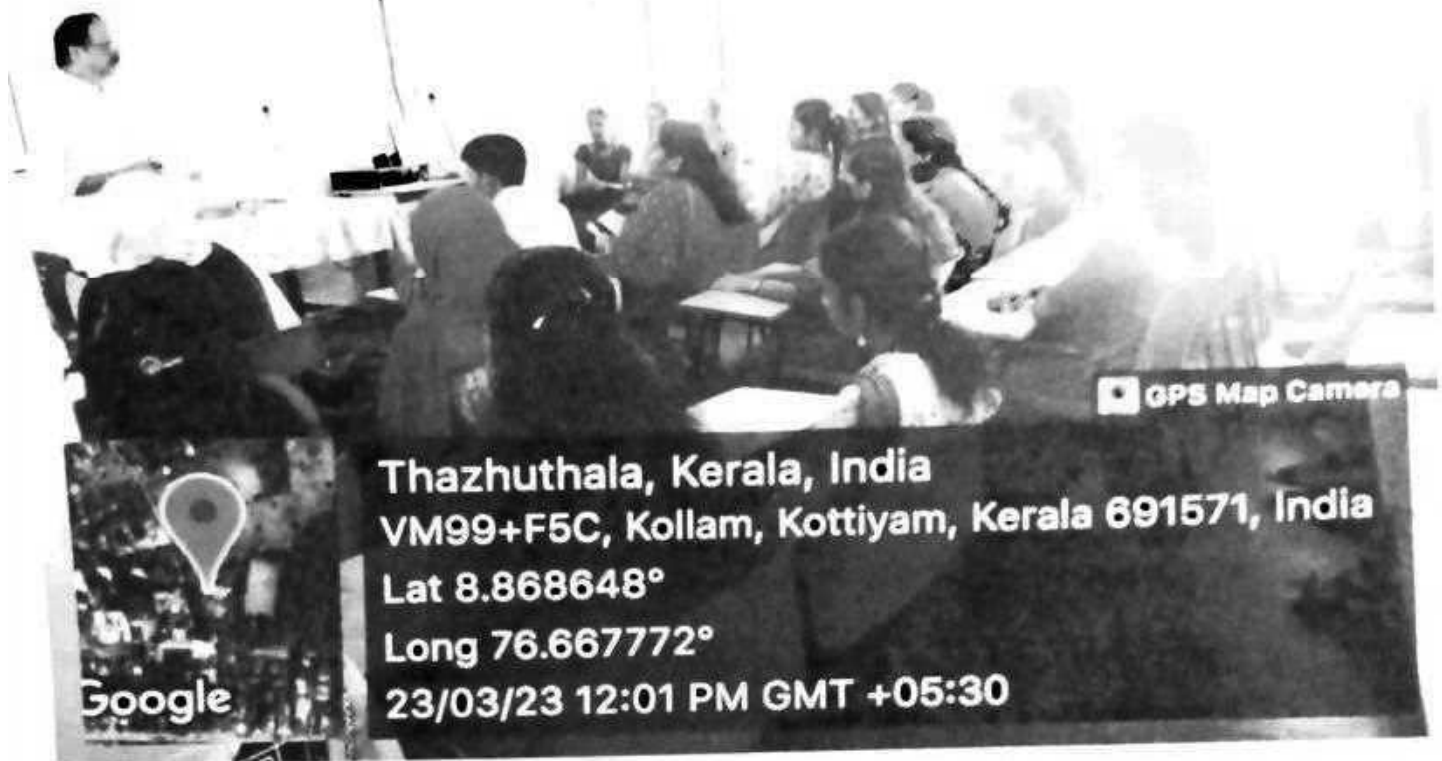 GPS Map Camera
Thazhuthala, Kerala, India
VM99+F5C, Kollam, Kottiyam, Kerala 691571, India
Lat 8.868648°
Long 76.667772°
23/03/23 12:01 PM GMT +05:30
Google